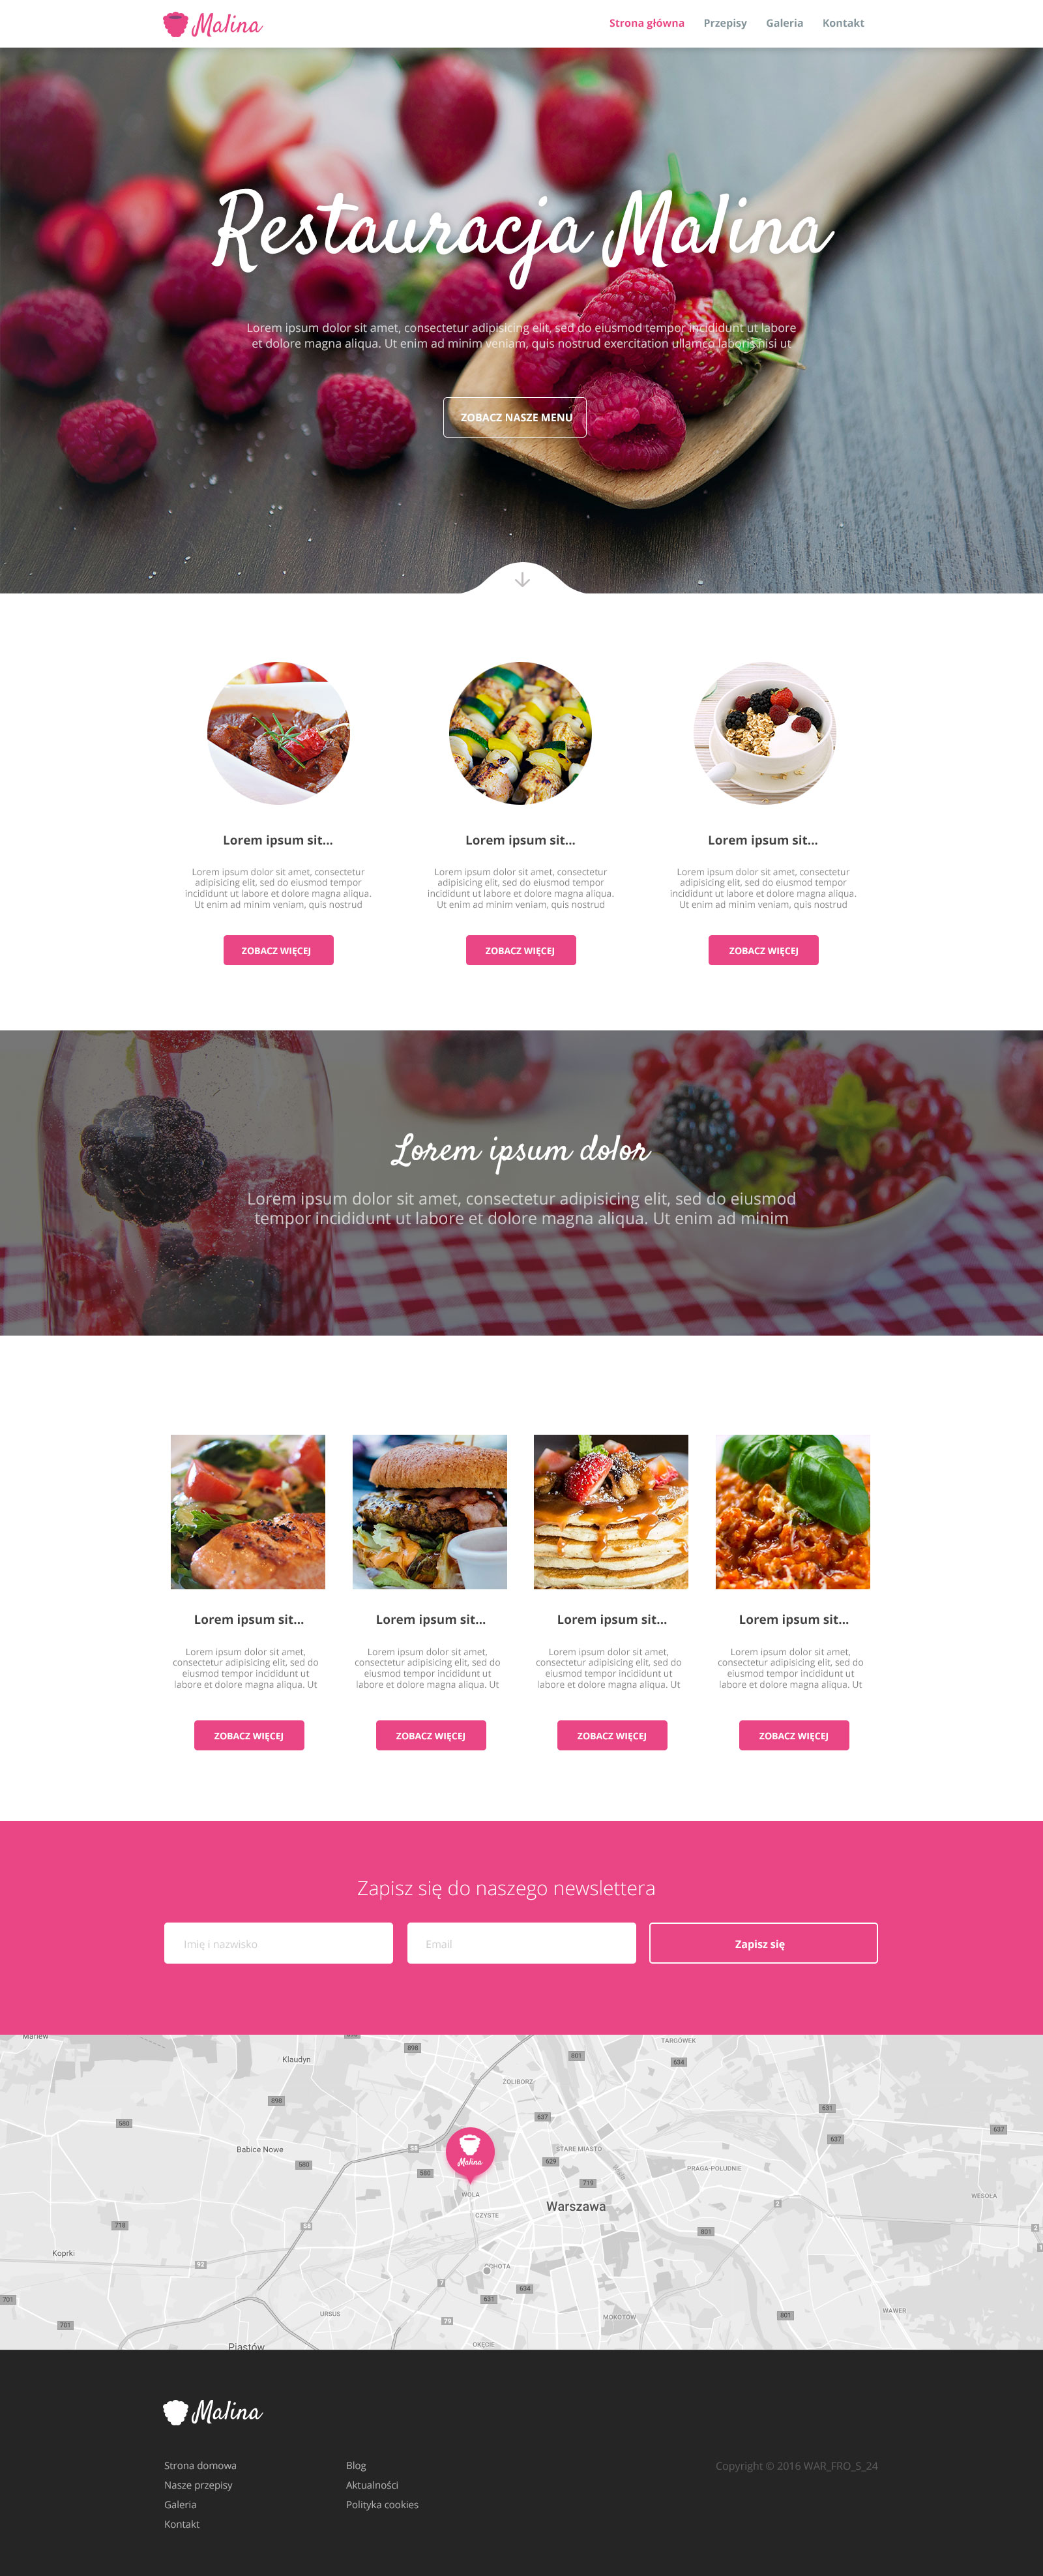 Malina
Strona główna
Przepisy
Galeria
Kontakt
Restauracja Malina
Lorem ipsum dolor sit amet, consectetur adipisicing elit, sed do eiusmod tempor incididunt ut labore
et dolore magna aliqua. Ut enim ad minim veniam, quis nostrud exercitation ullamco laboris nisi ut
ZOBACZ NASZE MENU
Lorem ipsum sit...
Lorem ipsum dolor sit amet, consectetur
adipisicing elit, sed do eiusmod tempor
incididunt ut labore et dolore magna aliqua.
Ut enim ad minim veniam, quis nostrud
ZOBACZ WIĘCEJ
Lorem ipsum sit...
Lorem ipsum dolor sit amet, consectetur
adipisicing elit, sed do eiusmod tempor
incididunt ut labore et dolore magna aliqua.
Ut enim ad minim veniam, quis nostrud
ZOBACZ WIĘCEJ
Lorem ipsum sit...
Lorem ipsum dolor sit amet, consectetur
adipisicing elit, sed do eiusmod tempor
incididunt ut labore et dolore magna aliqua.
Ut enim ad minim veniam, quis nostrud
ZOBACZ WIĘCEJ
Lorem ipsum dolor
Lorem ipsum dolor sit amet, consectetur adipisicing elit, sed do eiusmod
tempor incididunt ut labore et dolore magna aliqua. Ut enim ad minim
Lorem ipsum sit...
Lorem ipsum dolor sit amet,
consectetur adipisicing elit, sed do
eiusmod tempor incididunt ut
labore et dolore magna aliqua. Ut
ZOBACZ WIĘCEJ
Lorem ipsum sit...
Lorem ipsum dolor sit amet,
consectetur adipisicing elit, sed do
eiusmod tempor incididunt ut
labore et dolore magna aliqua. Ut
ZOBACZ WIĘCEJ
Lorem ipsum sit...
Lorem ipsum dolor sit amet,
consectetur adipisicing elit, sed do
eiusmod tempor incididunt ut
labore et dolore magna aliqua. Ut
ZOBACZ WIĘCEJ
Lorem ipsum sit...
Lorem ipsum dolor sit amet,
consectetur adipisicing elit, sed do
eiusmod tempor incididunt ut
labore et dolore magna aliqua. Ut
ZOBACZ WIĘCEJ
Zapisz się do naszego newslettera
Imię i nazwisko
Email
Zapisz się
Mariew
TARGÓWEK
898
801
Klaudyn
634
ŻOLIBORZ
898
631
637
580
637
637
Babice Nowe
S8
STARE MIASTO
629
580
580
PRAGA-POŁUDNIE
Malina
719
WOLA
WESOŁA
Warszawa
2
CZYSTE
718
S8
801
2
Koprki
92
OCHOTA
7
634
701
631
URSUS
WAWER
MOKOTÓW
801
701
79
OKĘCIE
Piastów
Malina
Strona domowa
Nasze przepisy
Galeria
Kontakt
Blog
Aktualności
Polityka cookies
Copyright © 2016 WAR_FRO_S_24